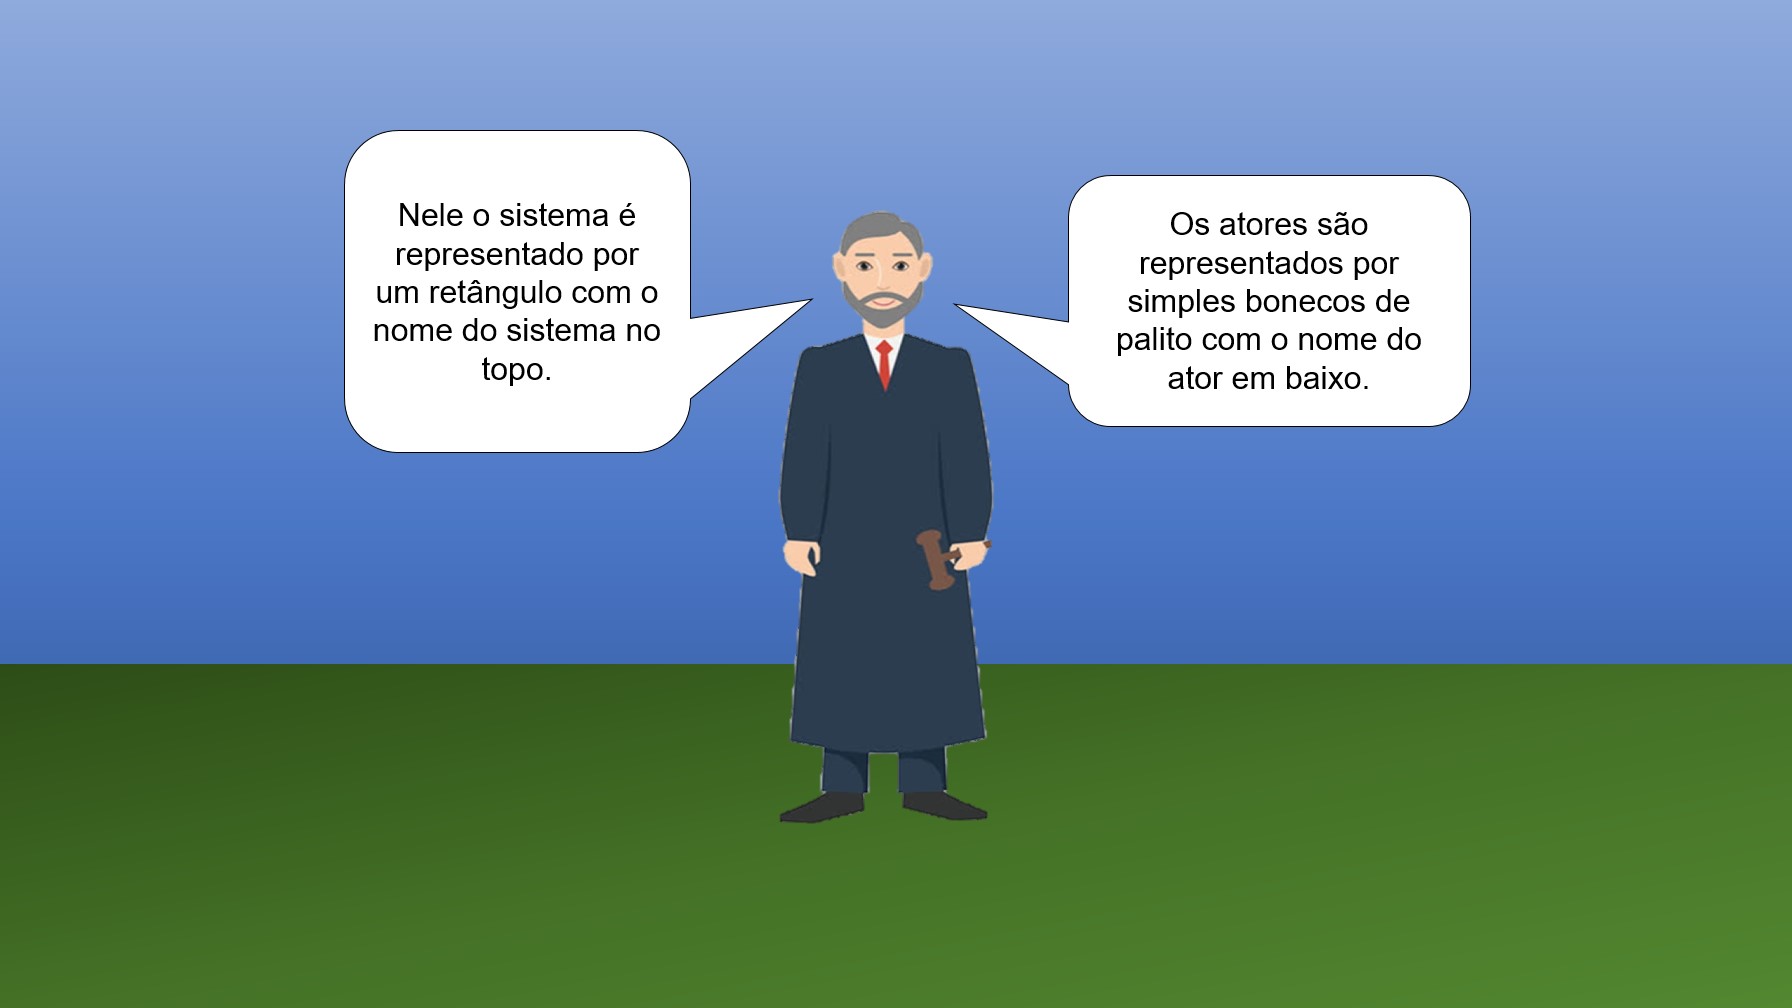 Nele o sistema é
representado por
um retângulo com o
nome do sistema no
topo.
Os atores são
representados por
simples bonecos de
palito com o nome do
ator em baixo.